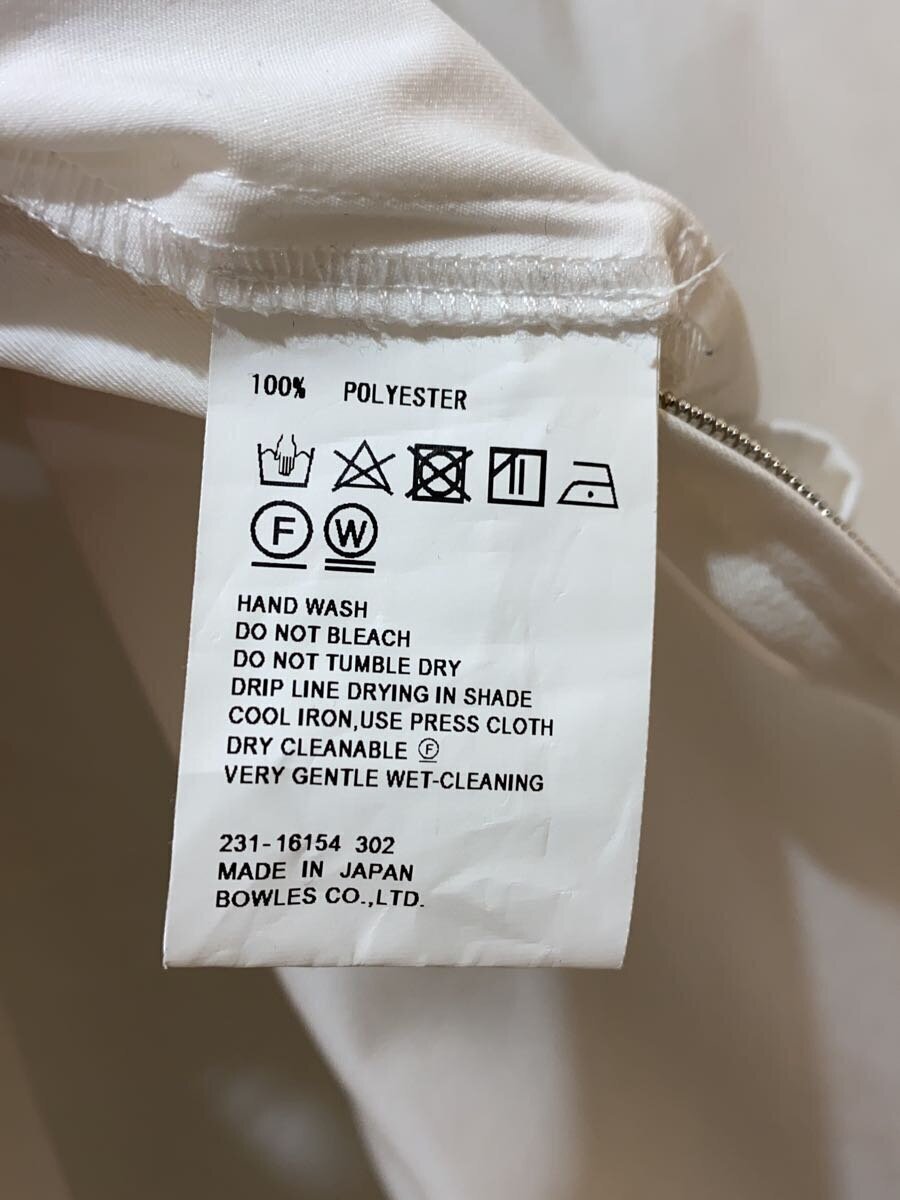 100% POLYESTER
F W
HAND WASH
DO NOT BLEACH
DO NOT TUMBLE DRY
DRIP LINE DRYING IN SHADE
COOL IRON,USE PRESS CLOTH
DRY CLEANABLE Ⓕ
VERY GENTLE WET-CLEANING
231-16154 302
MADE IN JAPAN
BOWLES CO.,LTD.